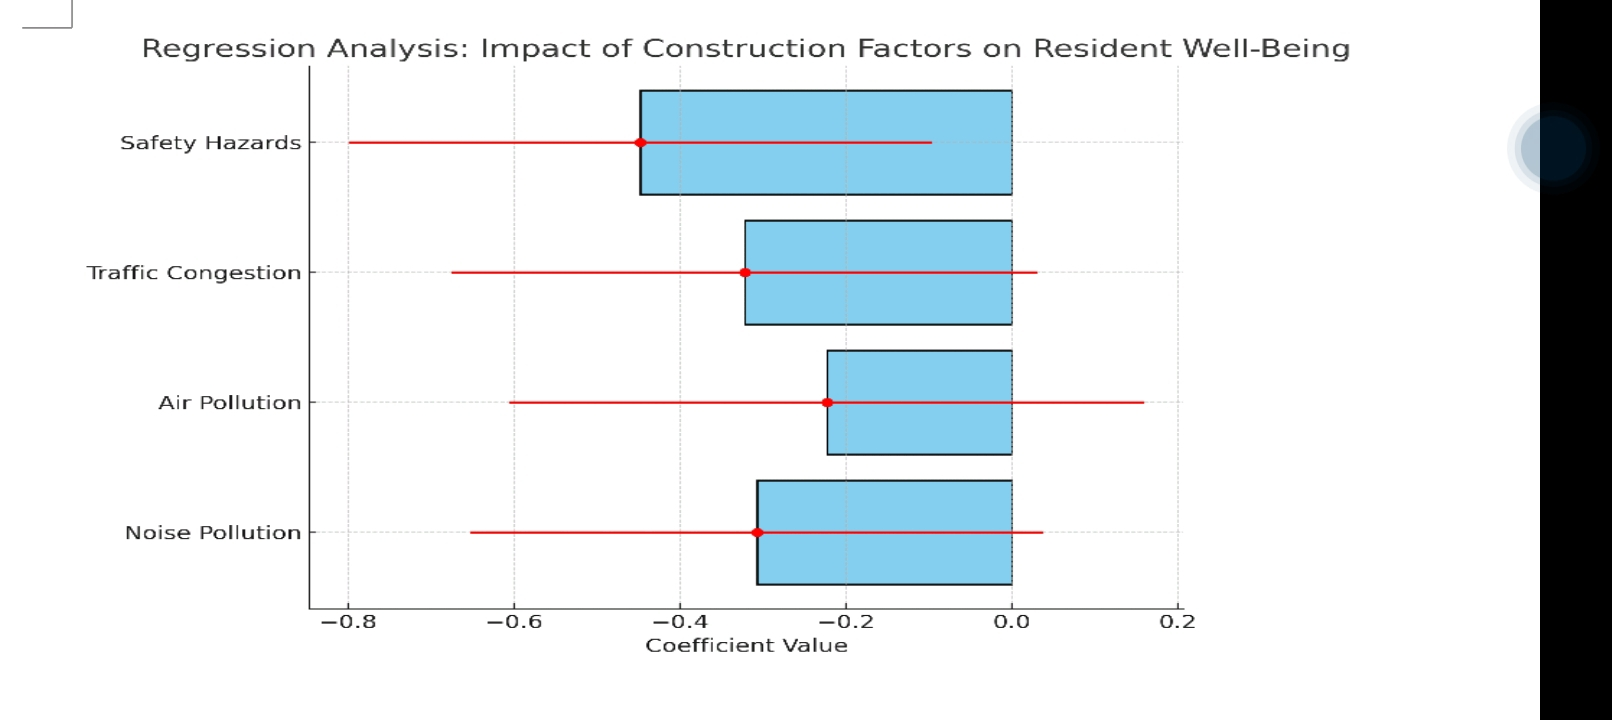 Regression Analysis: Impact of Construction Factors on Resident Well-Being
Safety Hazards
Traffic Congestion
Air Pollution
Noise Pollution
−0.8 −0.6 −0.4 −0.2 0.0 0.2
Coefficient Value